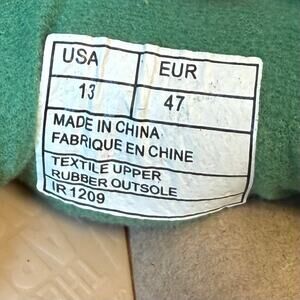 USA EUR
13 47
MADE IN CHINA
FABRIQUE EN CHINE
TEXTILE UPPER
RUBBER OUTSOLE
IR 1209